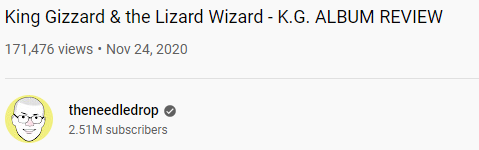 King Gizzard & the Lizard Wizard - K.G. ALBUM REVIEW
171,476 views • Nov 24, 2020
theneedledrop
2.51M subscribers